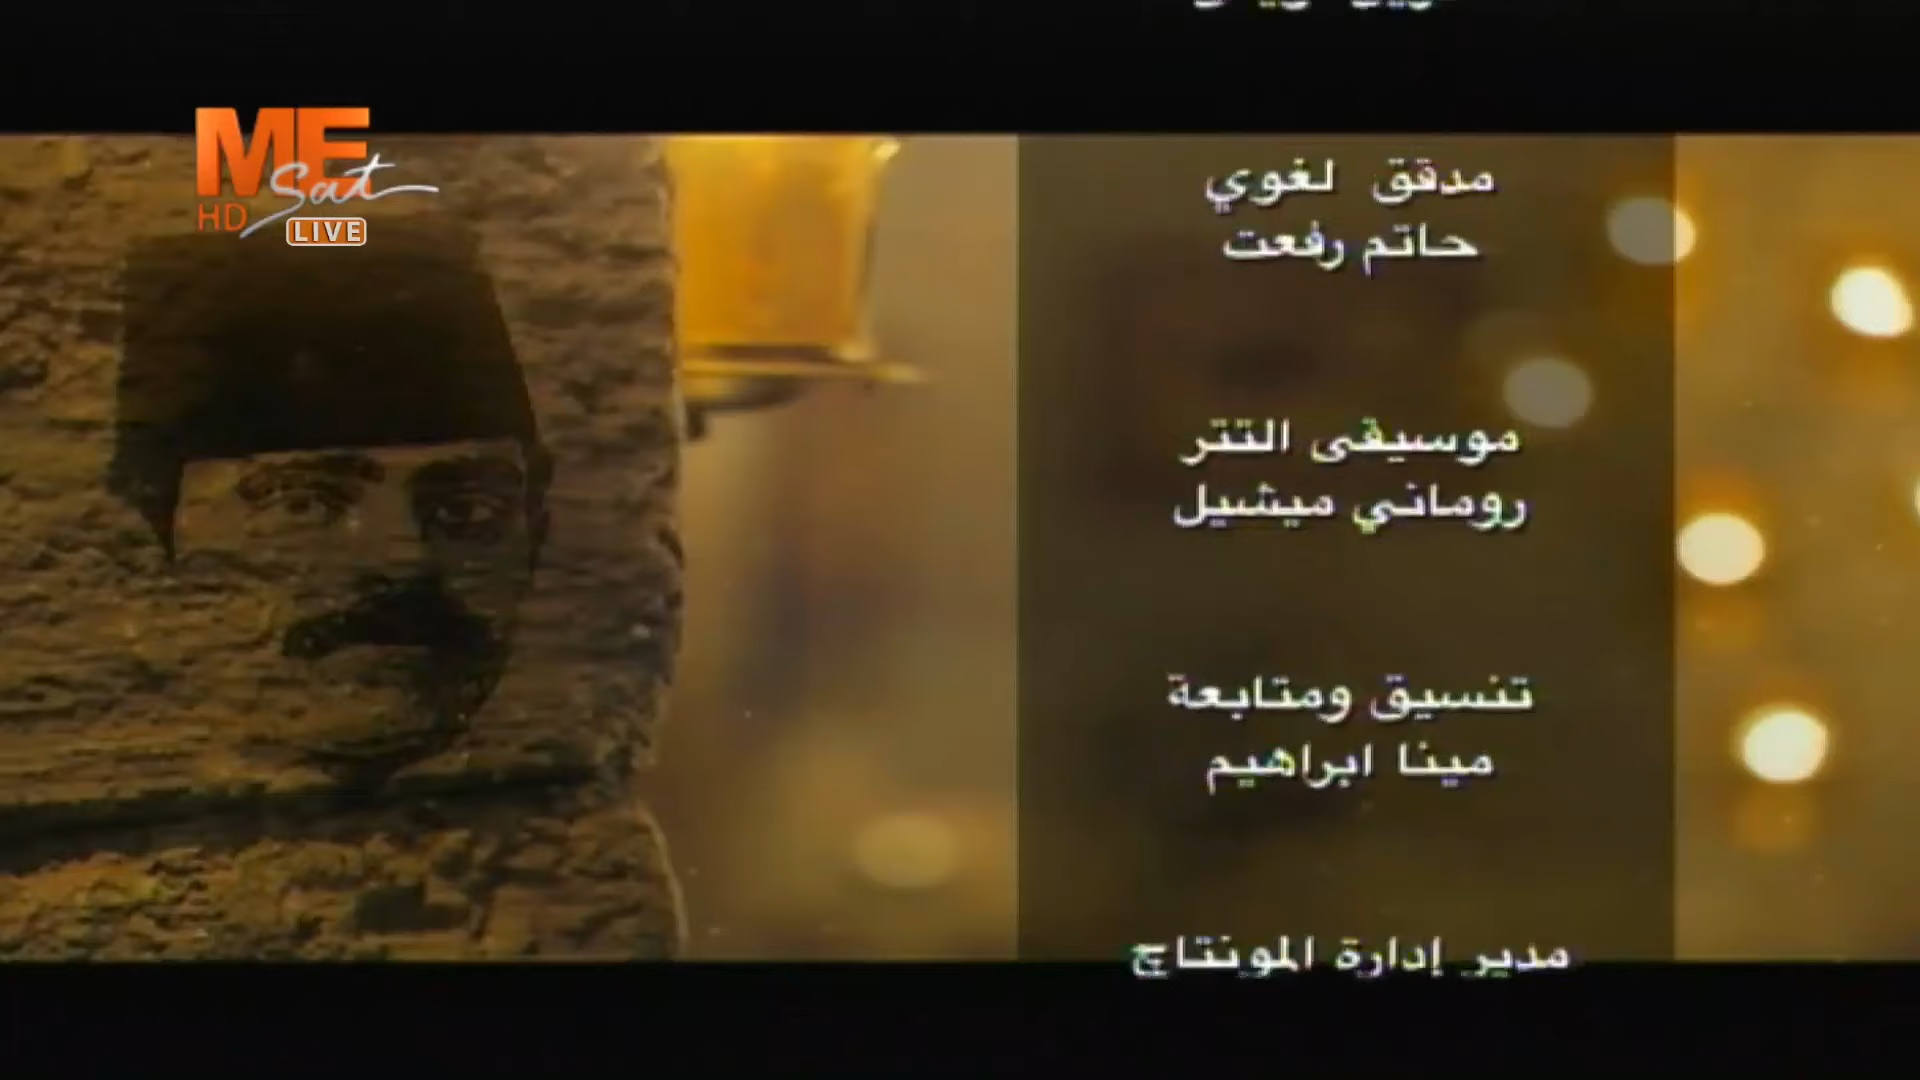 ME
Sat
HD
LIVE
مدقق لغوي
حاتم رفعت
موسيقى التتر
روماني ميشيل
تنسيق ومتابعة
مينا ابراهيم
مدير إدارة المونتاج